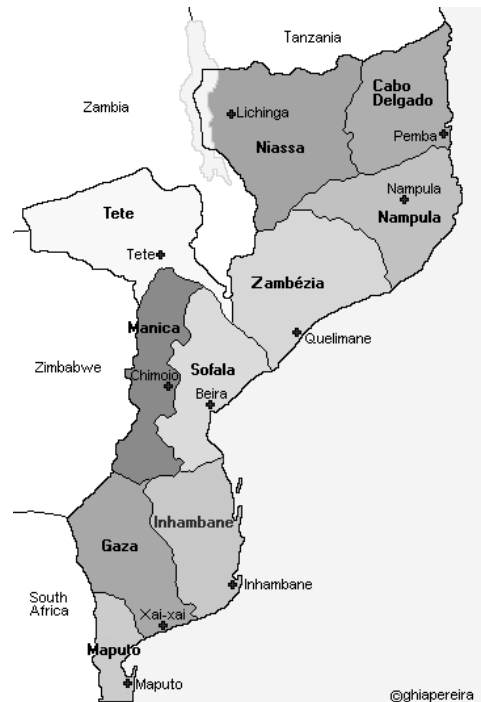 Tanzania
Zambia
Cabo
Delgado
Lichinga
Pemba
Niassa
Nampula
Nampula
Tete
Tete
Zambézia
Manica
Quelimane
Zimbabwe
Sofala
Chimoio
Beira
Inhambane
Gaza
Inhambane
South
Africa
Xai-xai
Maputo
Maputo
©ghiapereira